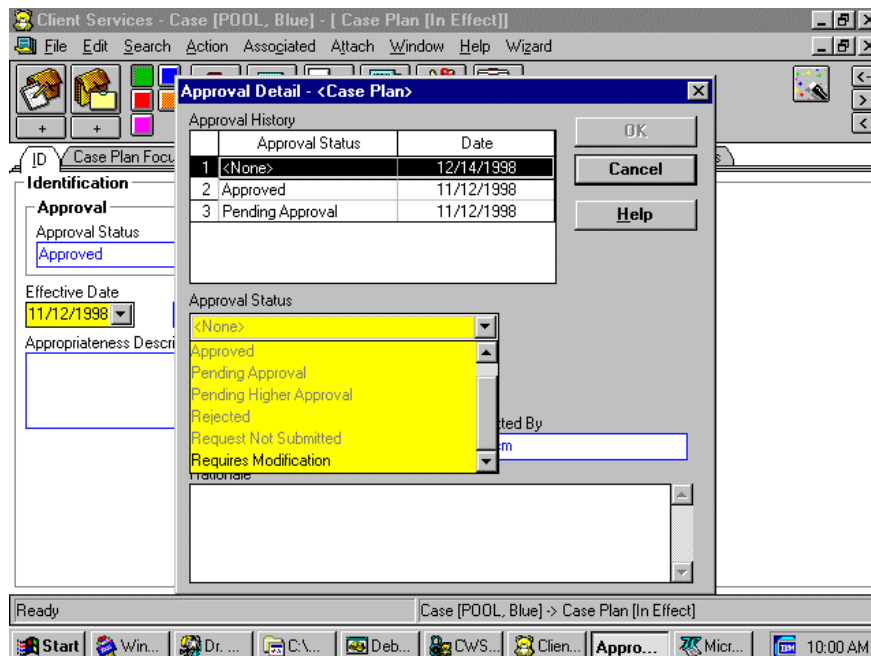 Client Services - Case [POOL, Blue] - [ Case Plan [In Effect]]
File Edit Search Action Associated Attach Window Help Wizard
+ +
Approval Detail - <Case Plan>
ID Case Plan Focu s
Identification
Approval
Approval Status
Approved
Effective Date
11/12/1998
Appropriateness Descri
Approval History
Approval Status Date
1 <None> 12/14/1998
2 Approved 11/12/1998
3 Pending Approval 11/12/1998
OK
Cancel
Help
Approval Status
<None>
Approved
Pending Approval
Pending Higher Approval
Rejected
Request Not Submitted
Requires Modification
tted By
Rationale
Ready Case [POOL, Blue] -> Case Plan [In Effect]
Start Win... Dr. ... C:\... Deb... CWS... Clien... Appro... Micr... IBM 10:00 AM